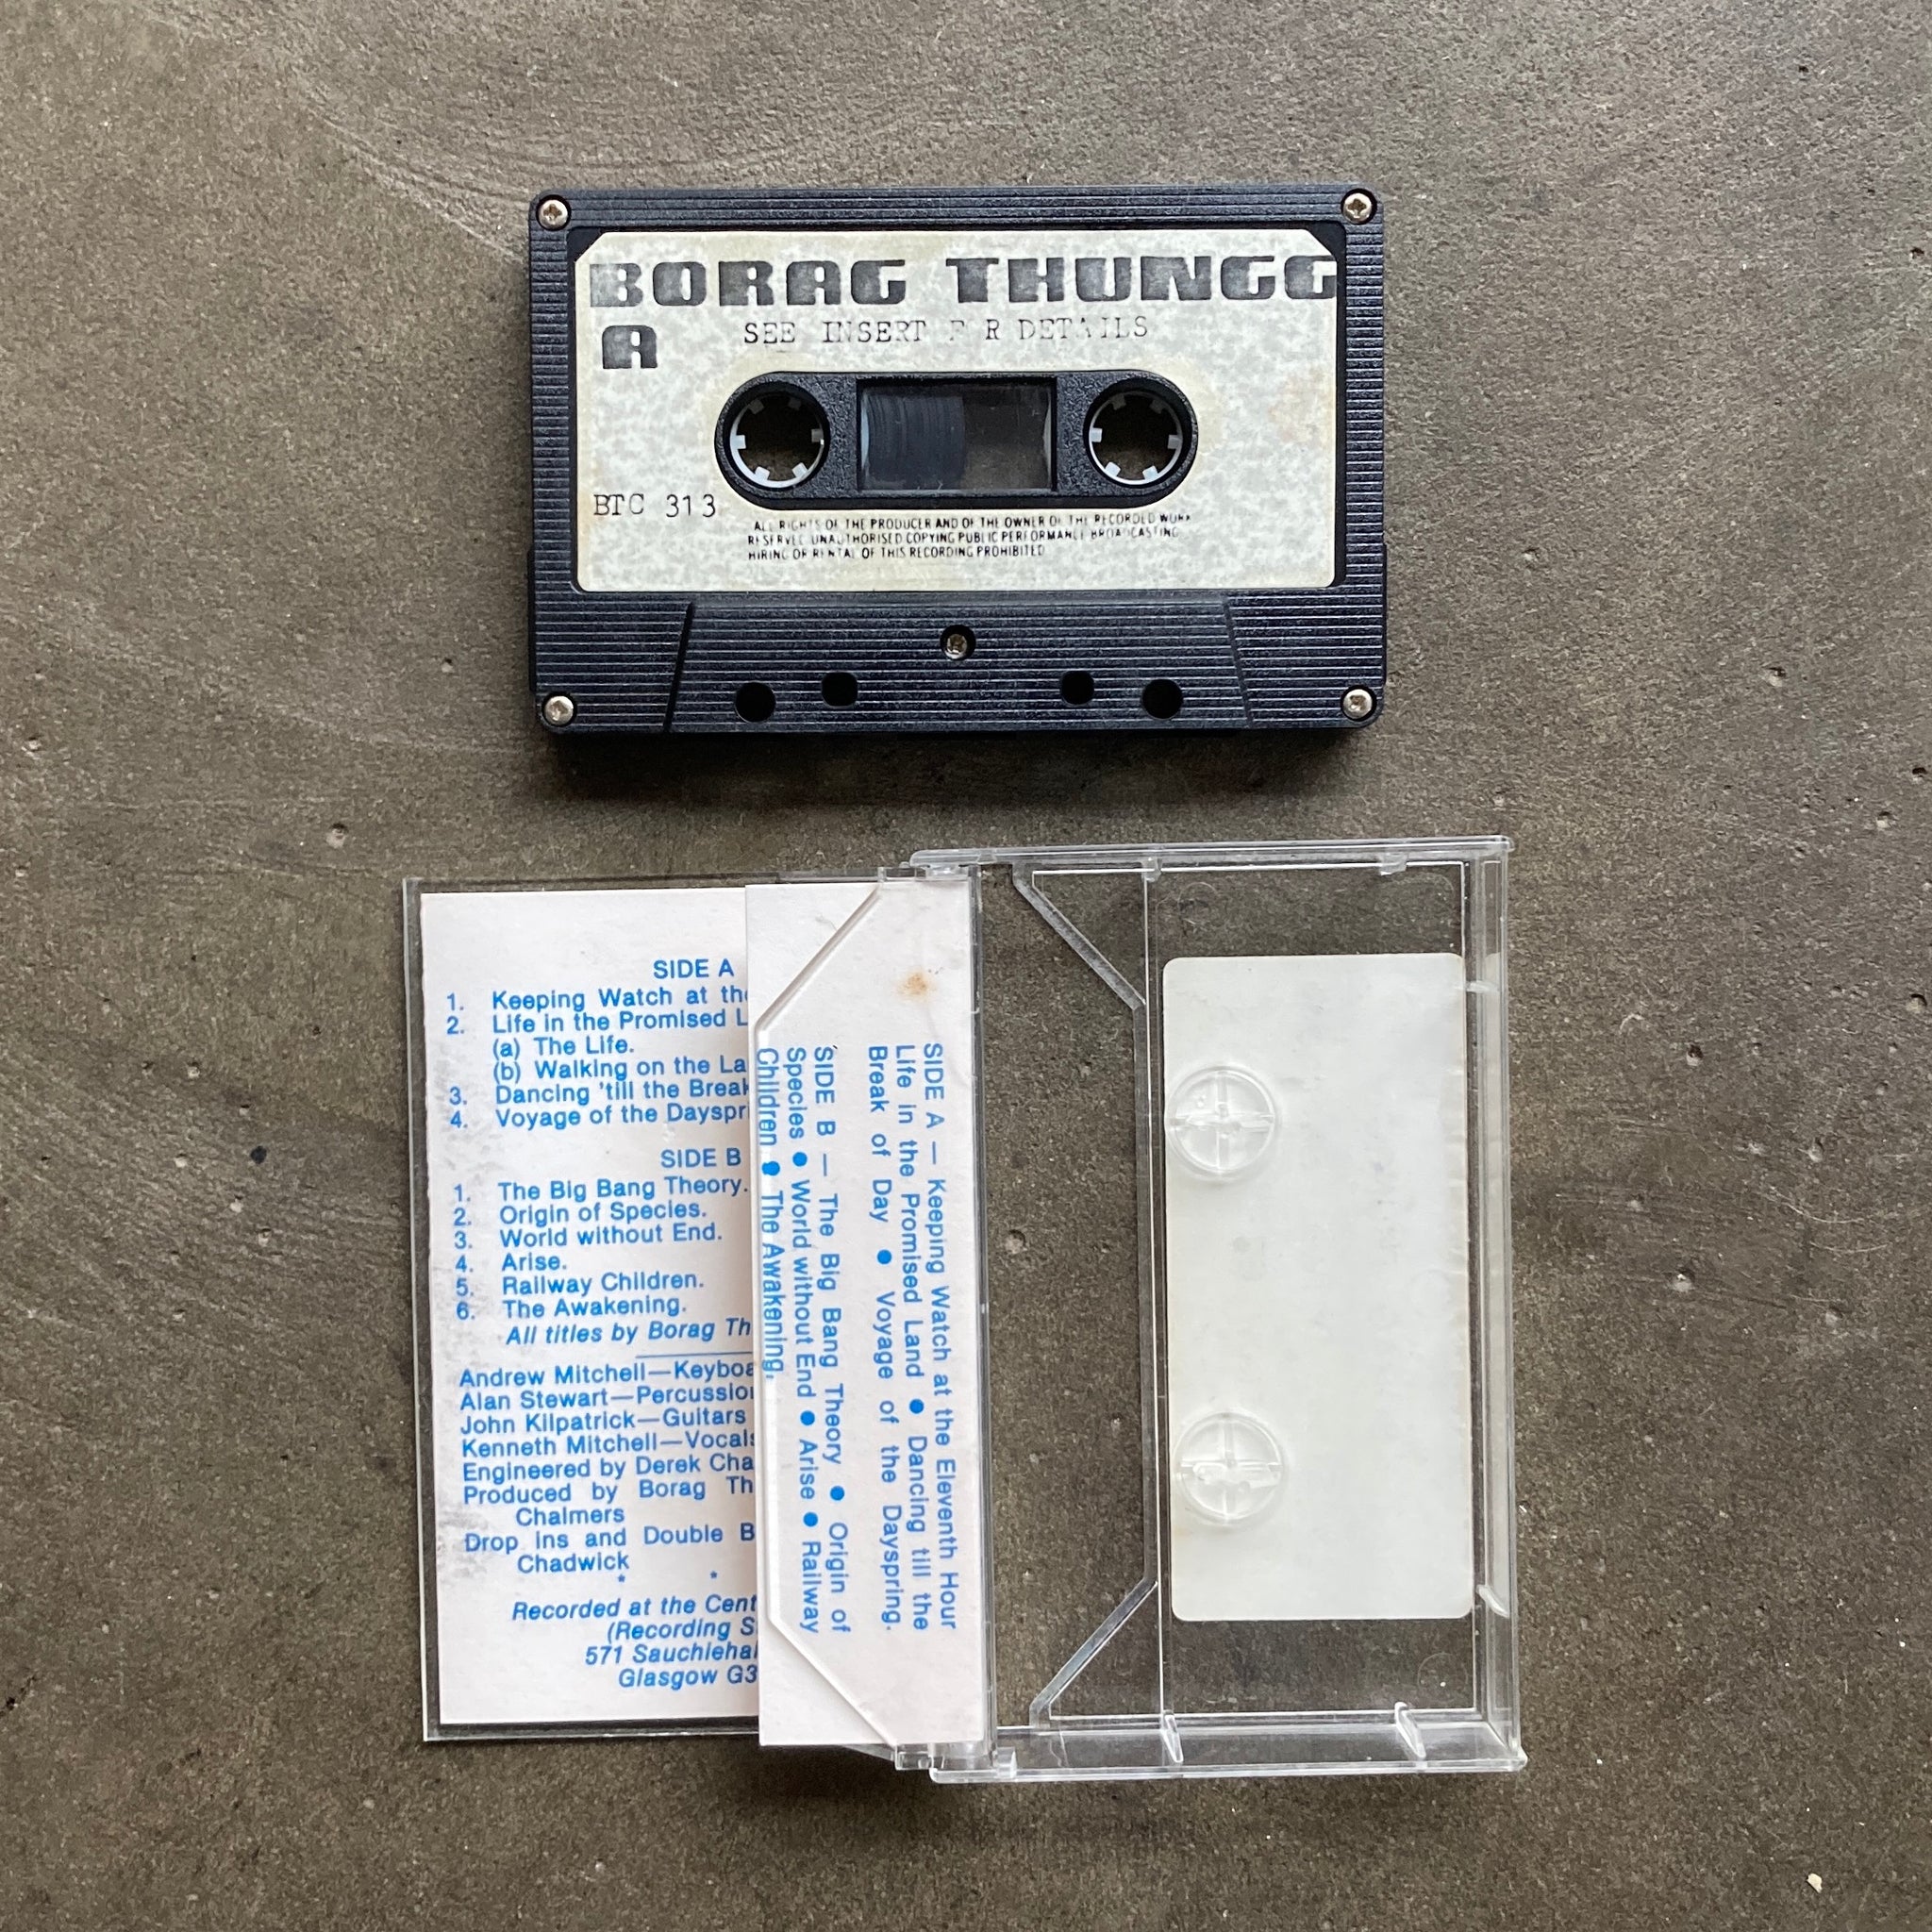 BORAG THUNGG
A
SEE INSERT F R DETAILS
BTC 313
ALL RIGHTS OF THE PRODUCER AND OF THE OWNER OF THE RECORDED WORK
RESERVED UNAUTHORISED COPYING PUBLIC PERFORMANCE BROADCASTING
HIRING OR RENTAL OF THIS RECORDING PROHIBITED
SIDE A
1. Keeping Watch at the
2. Life in the Promised L
(a) The Life.
(b) Walking on the La
3. Dancing 'till the Break
4. Voyage of the Dayspri
SIDE B
1. The Big Bang Theory.
2. Origin of Species.
3. World without End.
4. Arise.
5. Railway Children.
6. The Awakening.
All titles by Borag Th
Andrew Mitchell—Keyboa
Alan Stewart—Percussio
John Kilpatrick—Guitars
Kenneth Mitchell—Vocals
Engineered by Derek Cha
Produced by Borag Th
Chalmers
Drop Ins and Double B
Chadwick
* *
Recorded at the Cent
(Recording S
571 Sauchiehal
Glasgow G3
SIDE A — Keeping Watch at the Eleventh Hour
Life in the Promised Land ● Dancing till the
Break of Day ● Voyage of the Dayspring.
SIDE B — The Big Bang Theory ● Origin of
Species ● World without End ● Arise ● Railway
Children ● The Awakening.